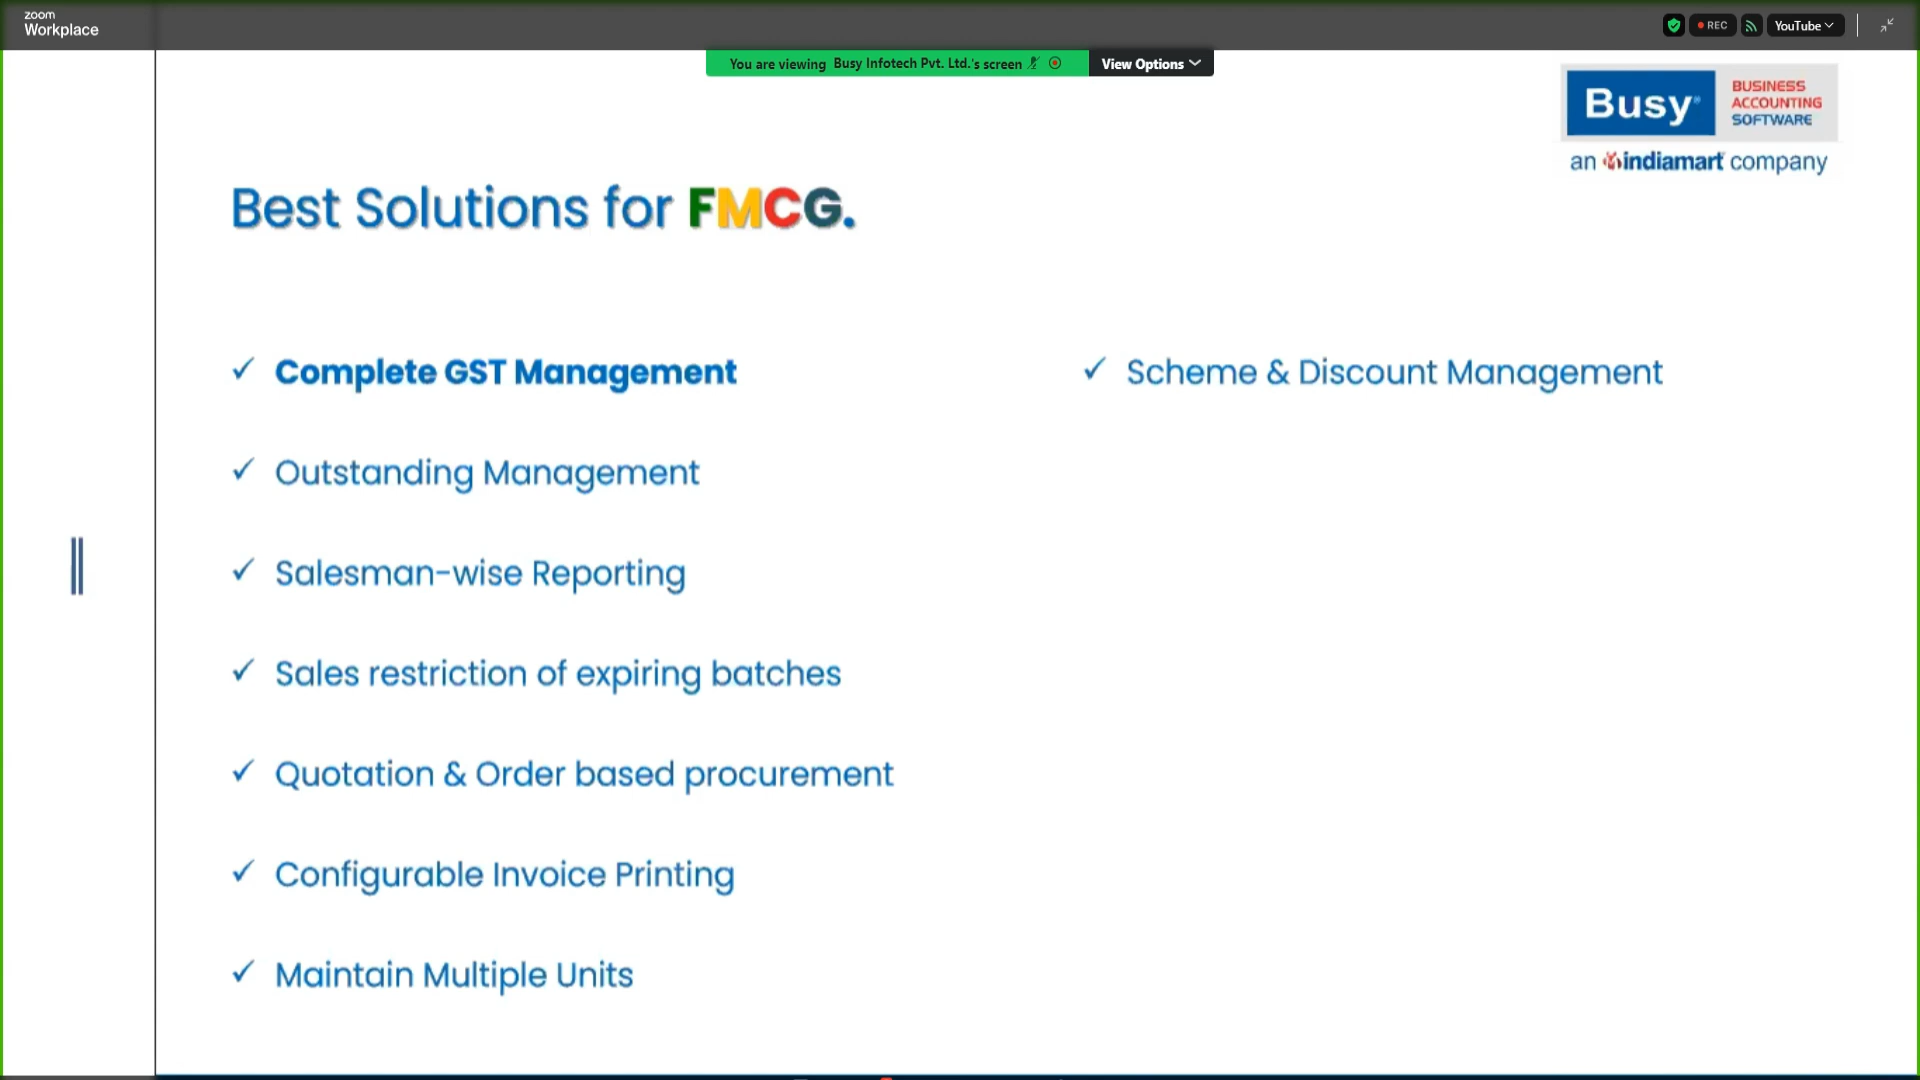 zoom
Workplace
REC
YouTube
You are viewing Busy Infotech Pvt. Ltd.'s screen
View Options
Busy®
BUSINESS
ACCOUNTING
SOFTWARE
an indiamart company
Best Solutions for FMCG.
✓ Complete GST Management
✓ Outstanding Management
✓ Salesman-wise Reporting
✓ Sales restriction of expiring batches
✓ Quotation & Order based procurement
✓ Configurable Invoice Printing
✓ Maintain Multiple Units
✓ Scheme & Discount Management